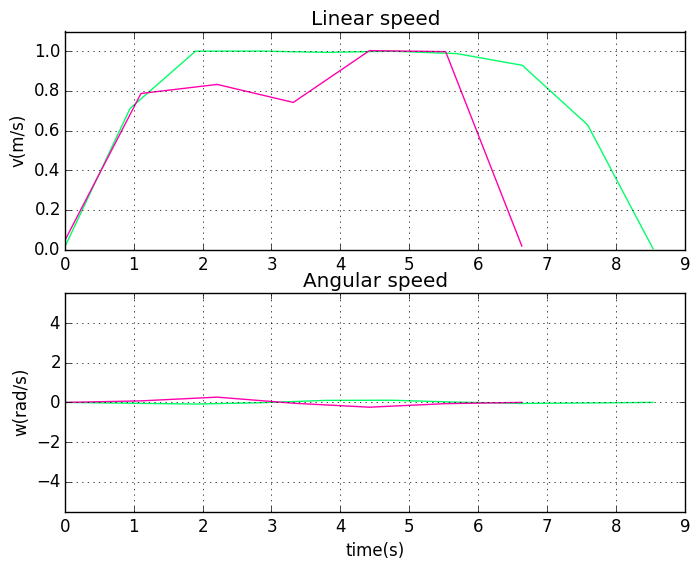 Linear speed
v(m/s)
1.0
0.8
0.6
0.4
0.2
0.0
0 1 2 3 4 5 6 7 8 9
Angular speed
w(rad/s)
4
2
0
−2
−4
0 1 2 3 4 5 6 7 8 9
time(s)